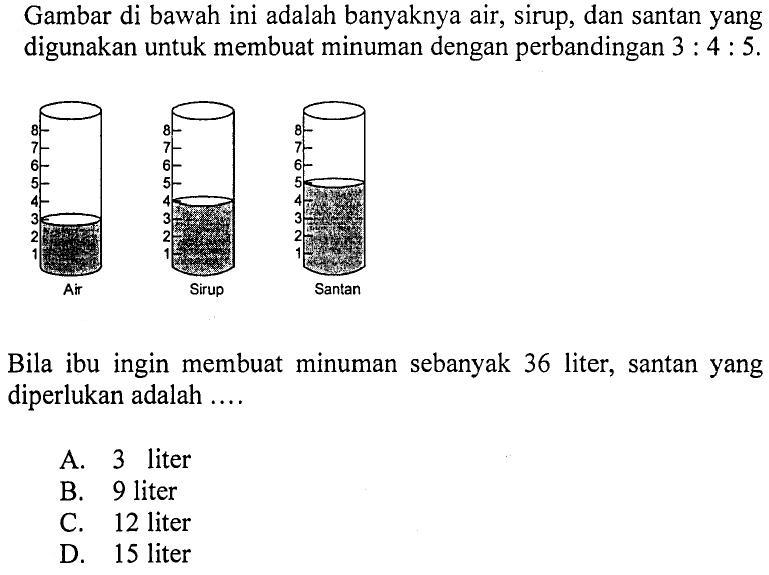 Gambar di bawah ini adalah banyaknya air, sirup, dan santan yang
digunakan untuk membuat minuman dengan perbandingan 3 : 4 : 5.
8 8 8
7 7 7
6 6 6
5 5 5
4 4 4
3 3 3
2 2 2
1 1 1
Air Sirup Santan
Bila ibu ingin membuat minuman sebanyak 36 liter, santan yang
diperlukan adalah ....
A. 3 liter
B. 9 liter
C. 12 liter
D. 15 liter